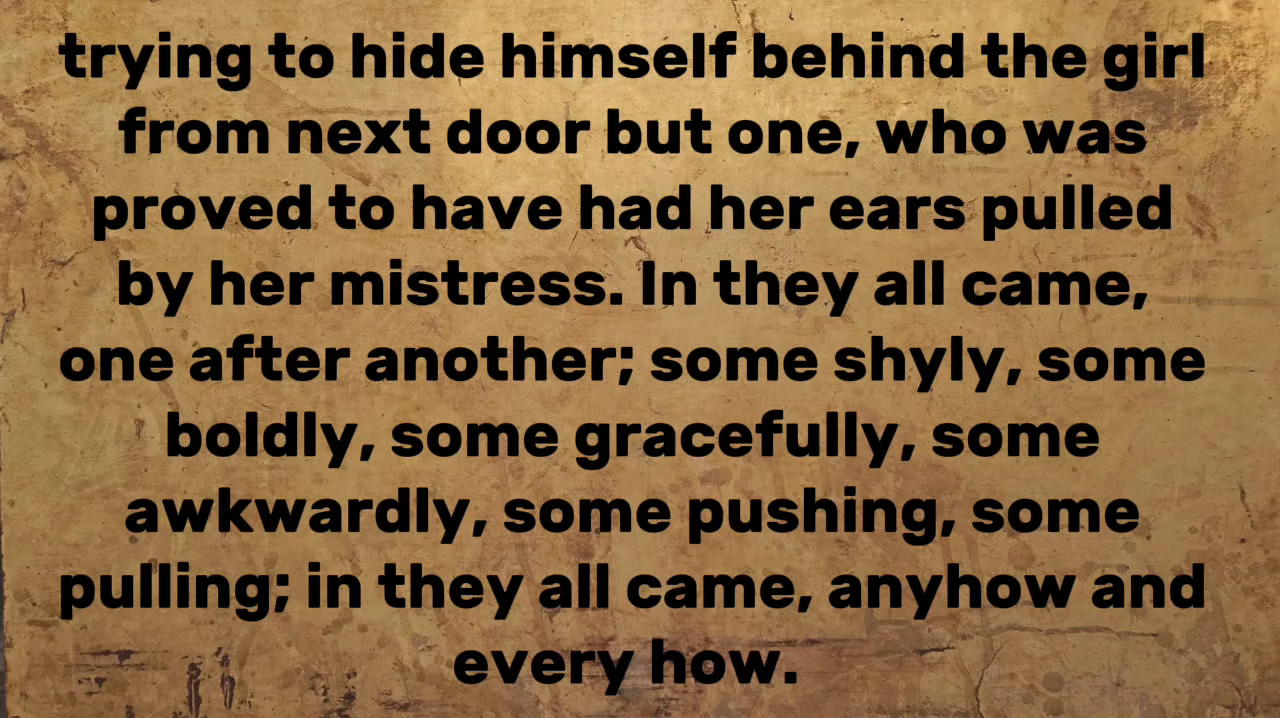 trying to hide himself behind the girl
from next door but one, who was
proved to have had her ears pulled
by her mistress. In they all came,
one after another; some shyly, some
boldly, some gracefully, some
awkwardly, some pushing, some
pulling; in they all came, anyhow and
every how.